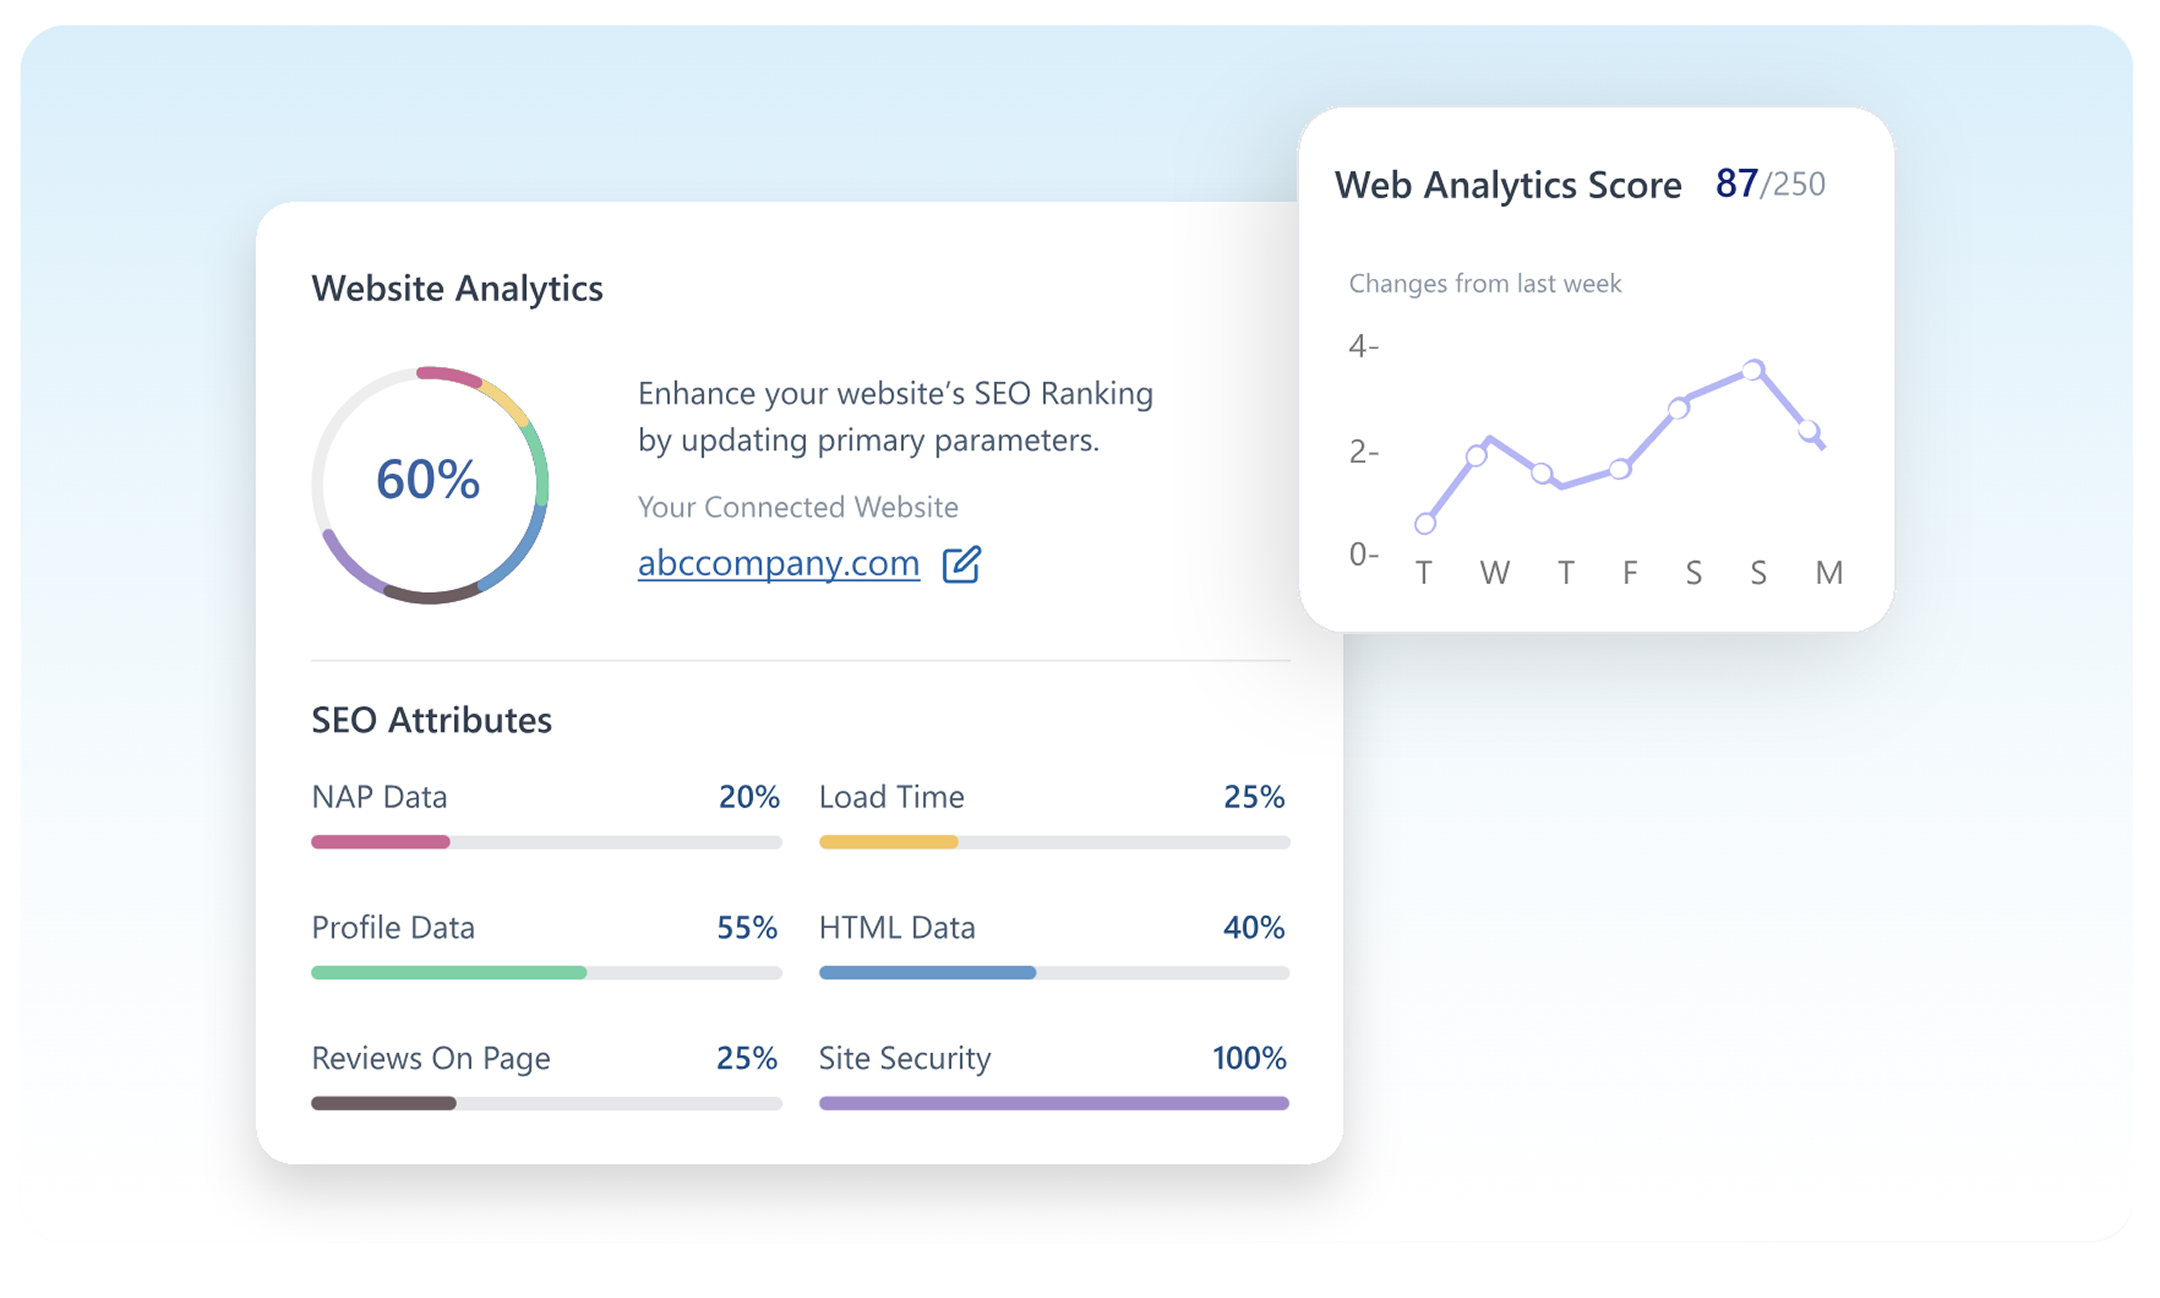 Web Analytics Score 87/250
Changes from last week
4-
2-
0-
T W T F S S M
Website Analytics
60%
Enhance your website’s SEO Ranking
by updating primary parameters.
Your Connected Website
abccompany.com
SEO Attributes
NAP Data 20%
Load Time 25%
Profile Data 55%
HTML Data 40%
Reviews On Page 25%
Site Security 100%